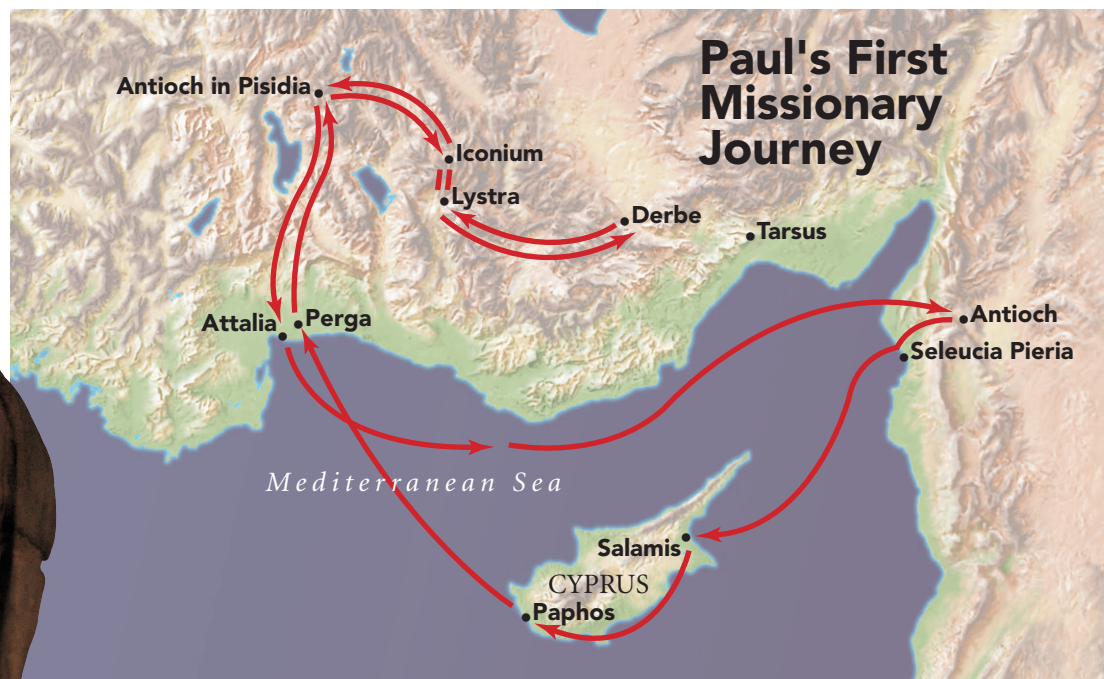 Paul's First
Missionary
Journey
Antioch in Pisidia
Iconium
Lystra
Derbe
Tarsus
Attalia
Perga
Antioch
Seleucia Pieria
Mediterranean Sea
Salamis
CYPRUS
Paphos